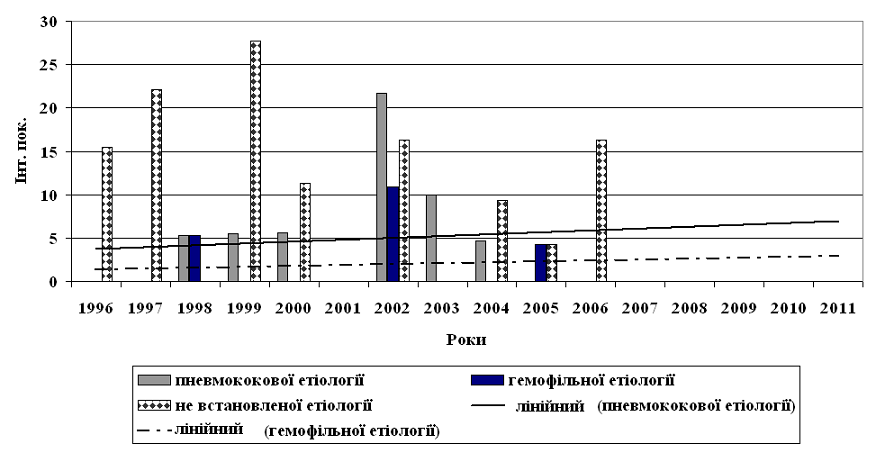 30
25
20
15
10
5
0
Інт. пок.
1996 1997 1998 1999 2000 2001 2002 2003 2004 2005 2006 2007 2008 2009 2010 2011
Роки
пневмококової етіології гемофільної етіології
не встановленої етіології лінійний (пневмококової етіології)
лінійний (гемофільної етіології)